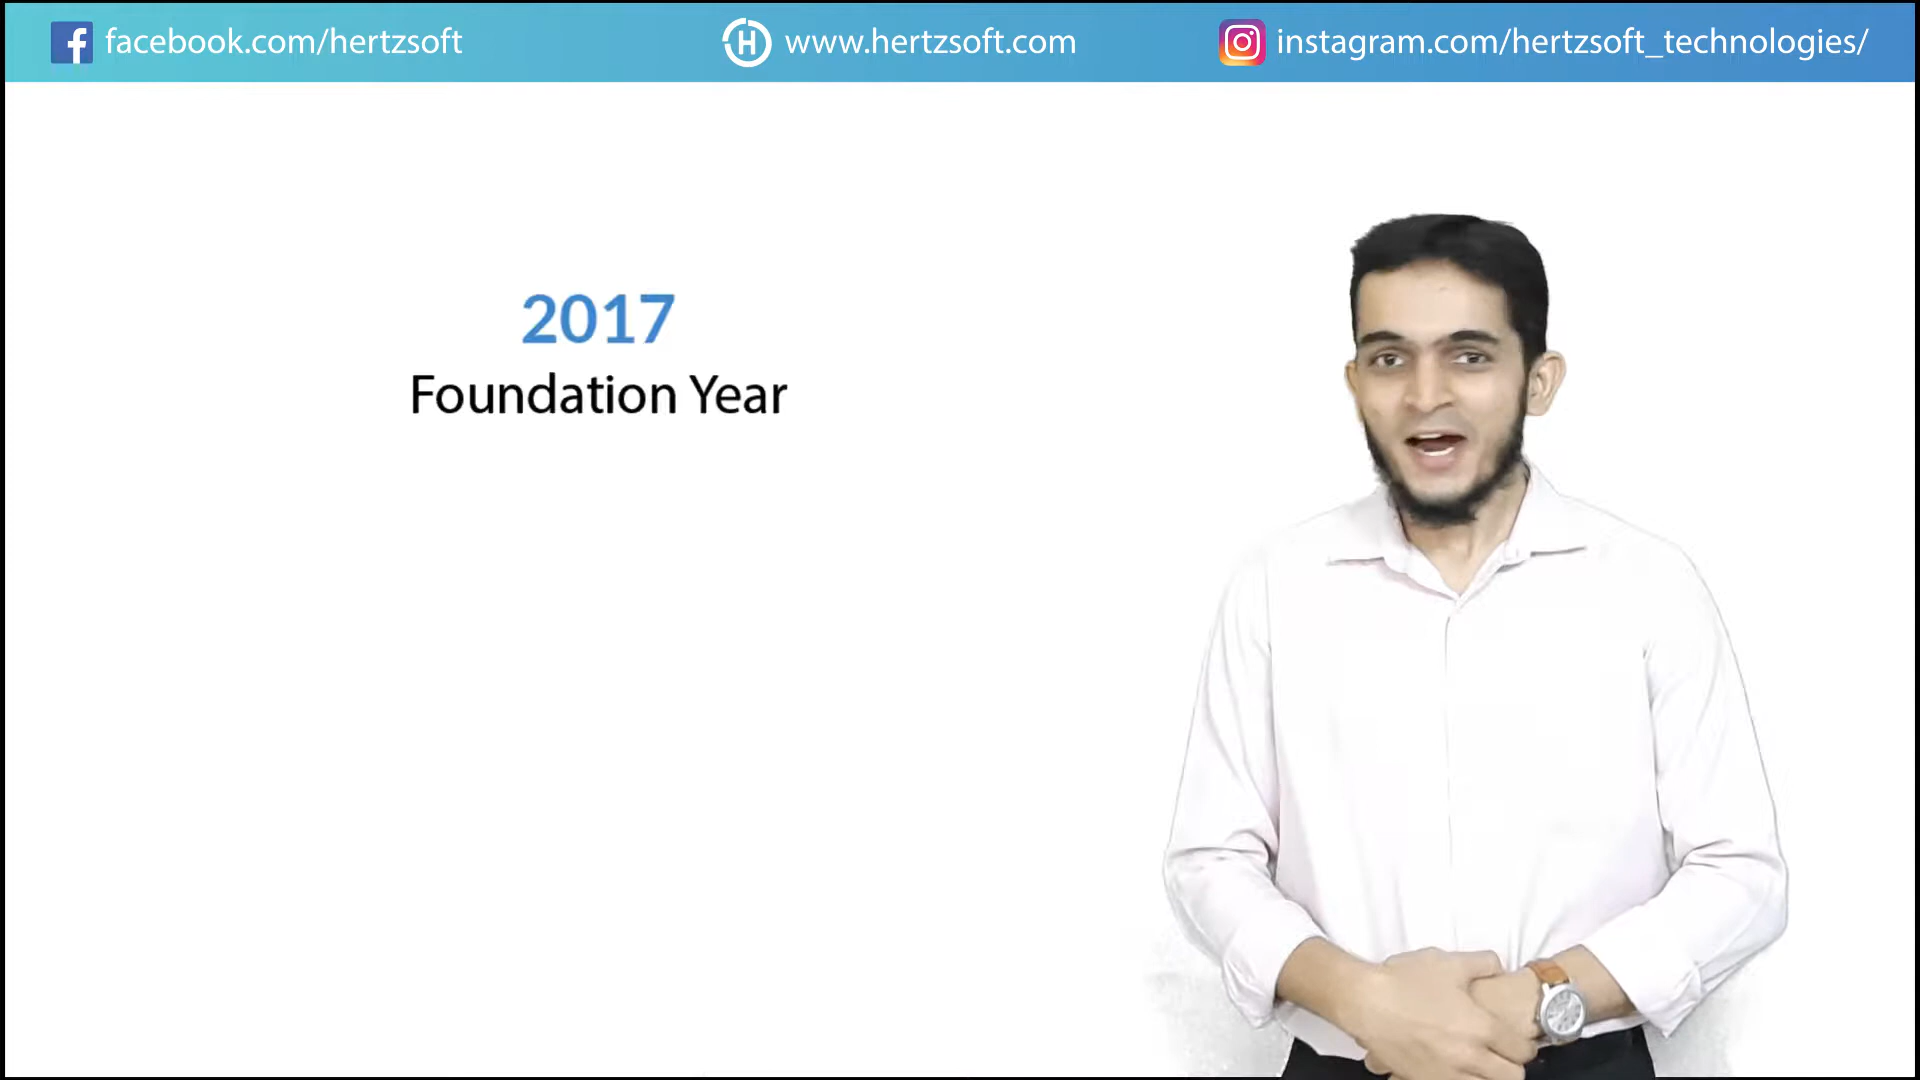 facebook.com/hertzsoft
www.hertzsoft.com
instagram.com/hertzsoft_technologies/
2017
Foundation Year